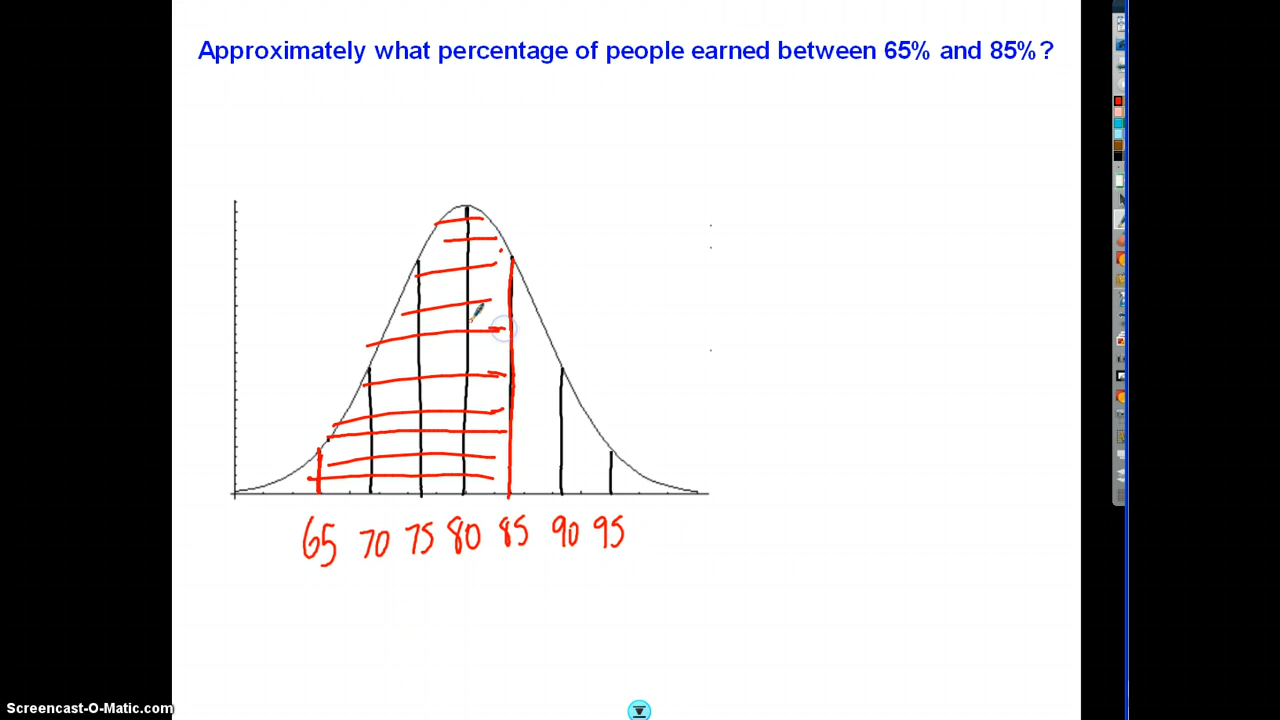 Approximately what percentage of people earned between 65% and 85%?
65 70 75 80 85 90 95
Screencast-O-Matic.com